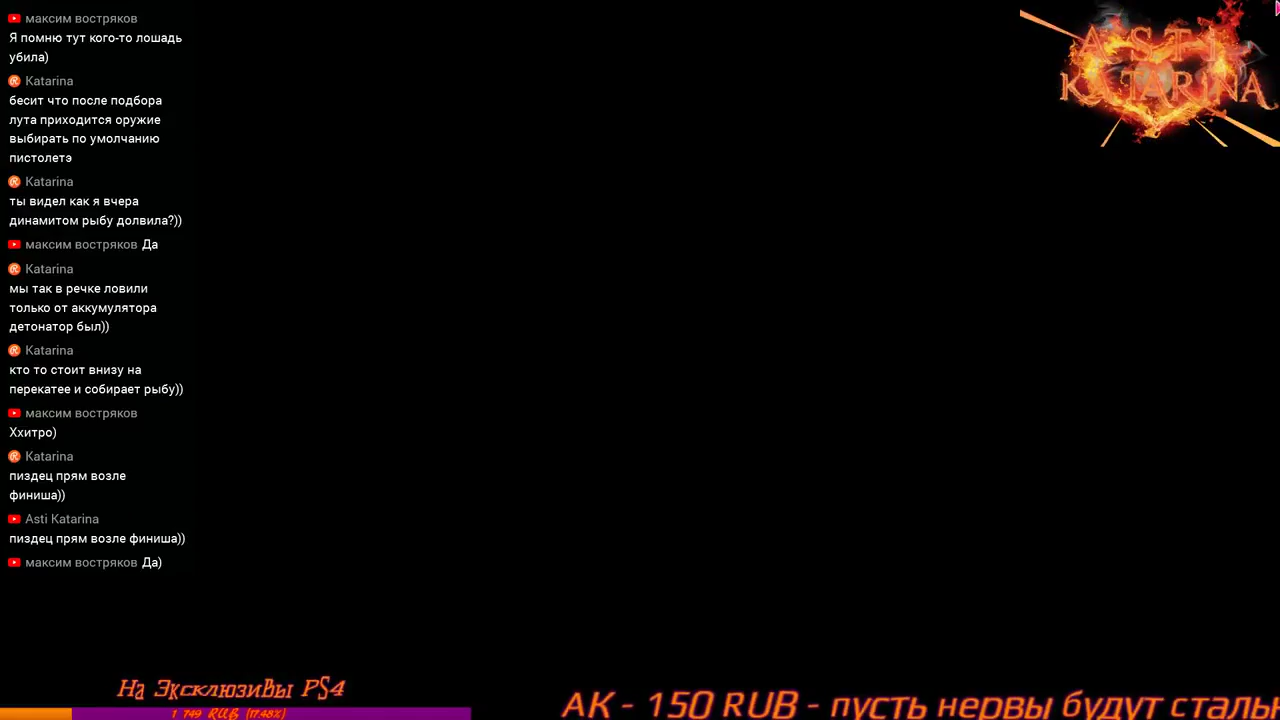 максим востряков
Я помню тут кого-то лошадь
убила)
Katarina
бесит что после подбора
лута приходится оружие
выбирать по умолчанию
пистолетэ
Katarina
ты видел как я вчера
динамитом рыбу долвила?))
максим востряков Да
Katarina
мы так в речке ловили
только от аккумулятора
детонатор был))
Katarina
кто то стоит внизу на
перекатее и собирает рыбу))
максим востряков
Ххитро)
Katarina
пиздец прям возле
финиша))
Asti Katarina
пиздец прям возле финиша))
максим востряков Да)
ASTI
KATARINA
На Эксклюзивы PS4
1 749 RUB (17.48%)
AK - 150 RUB - пусть нервы будут сталы